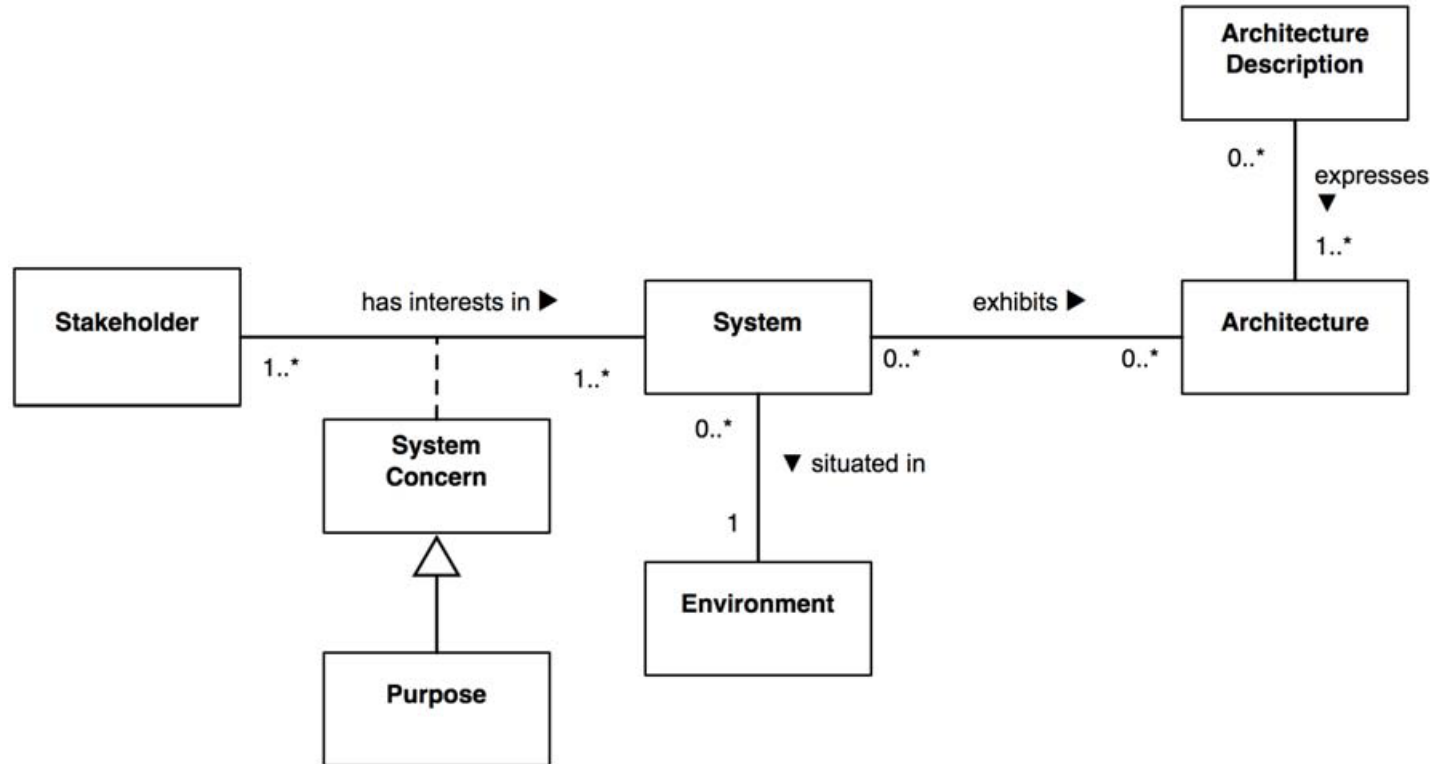 Architecture
Description
0..*
expresses
▼
1..*
Stakeholder
has interests in ►
System
exhibits ►
Architecture
1..*
1..*
0..*
0..*
System
Concern
0..*
▼ situated in
1
Environment
Purpose